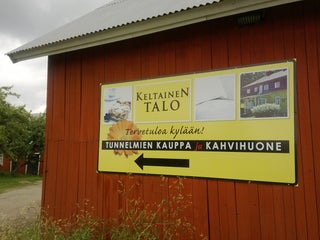 KELTAINEN
TALO
Tervetuloa kylään!
TUNNELMIEN KAUPPA ja KAHVIHUONE